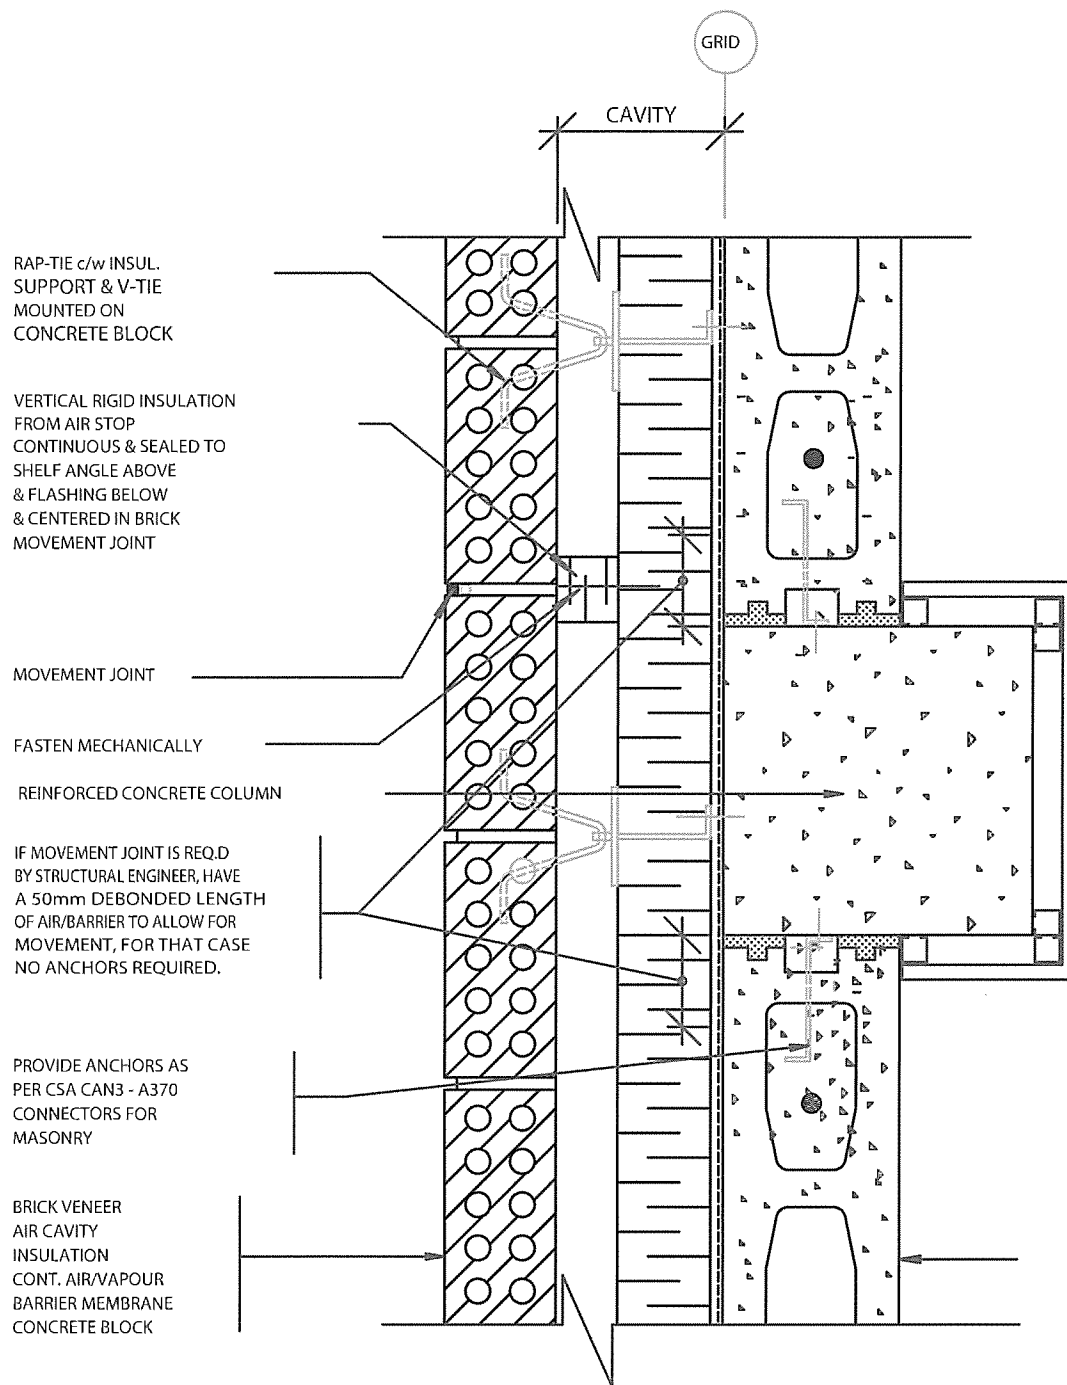 GRID
CAVITY
RAP-TIE c/w INSUL.
SUPPORT & V-TIE
MOUNTED ON
CONCRETE BLOCK
VERTICAL RIGID INSULATION
FROM AIR STOP
CONTINUOUS & SEALED TO
SHELF ANGLE ABOVE
& FLASHING BELOW
& CENTERED IN BRICK
MOVEMENT JOINT
MOVEMENT JOINT
FASTEN MECHANICALLY
REINFORCED CONCRETE COLUMN
IF MOVEMENT JOINT IS REQ.D
BY STRUCTURAL ENGINEER, HAVE
A 50mm DEBONDED LENGTH
OF AIR/BARRIER TO ALLOW FOR
MOVEMENT, FOR THAT CASE
NO ANCHORS REQUIRED.
PROVIDE ANCHORS AS
PER CSA CAN3 - A370
CONNECTORS FOR
MASONRY
BRICK VENEER
AIR CAVITY
INSULATION
CONT. AIR/VAPOUR
BARRIER MEMBRANE
CONCRETE BLOCK